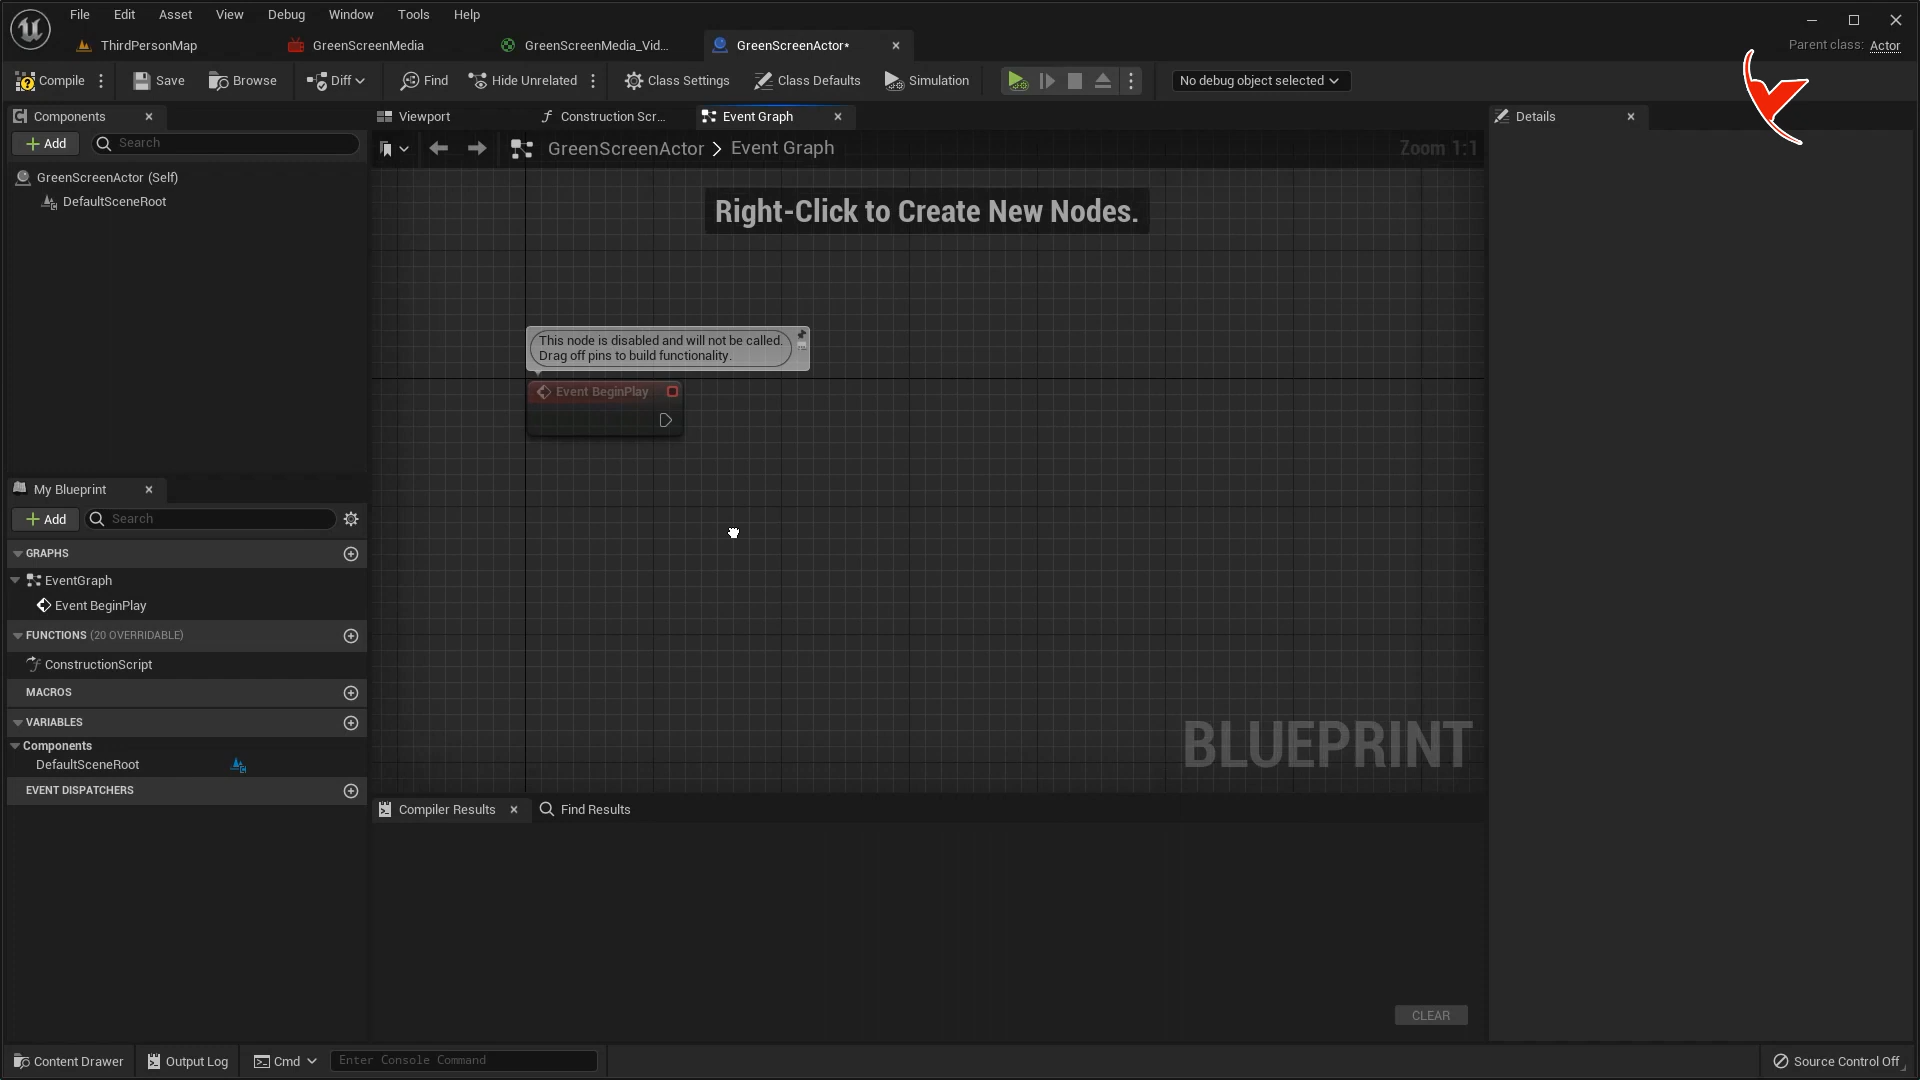 File Edit Asset View Debug Window Tools Help
ThirdPersonMap GreenScreenMedia GreenScreenMedia_Vid... GreenScreenActor* Parent class: Actor
Compile Save Browse Diff Find Hide Unrelated Class Settings Class Defaults Simulation No debug object selected
Components Viewport Construction Scr... Event Graph Details
Add Search GreenScreenActor > Event Graph Zoom 1:1
GreenScreenActor (Self)
DefaultSceneRoot
Right-Click to Create New Nodes.
This node is disabled and will not be called.
Drag off pins to build functionality.
Event BeginPlay
My Blueprint
Add Search
GRAPHS
EventGraph
Event BeginPlay
FUNCTIONS (20 OVERRIDABLE)
ConstructionScript
MACROS
VARIABLES
Components
DefaultSceneRoot
EVENT DISPATCHERS
BLUEPRINT
Compiler Results Find Results
CLEAR
Content Drawer Output Log Cmd Enter Console Command Source Control Off